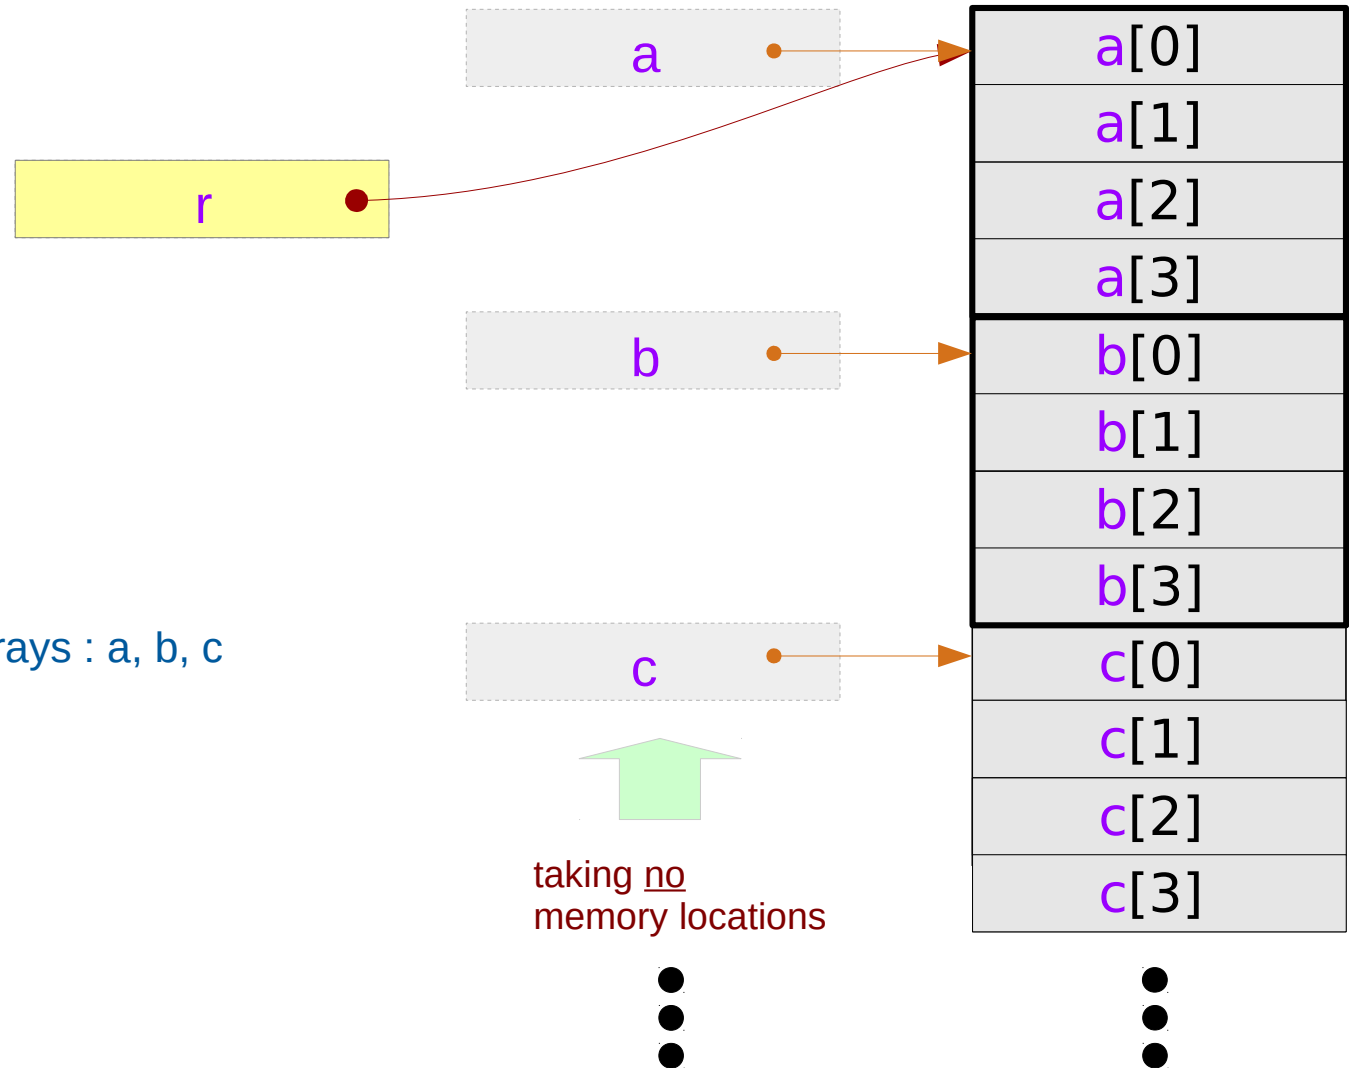 a
a[0]
a[1]
r
a[2]
a[3]
b
b[0]
b[1]
b[2]
b[3]
rays : a, b, c
c
c[0]
c[1]
c[2]
taking no
memory locations
c[3]